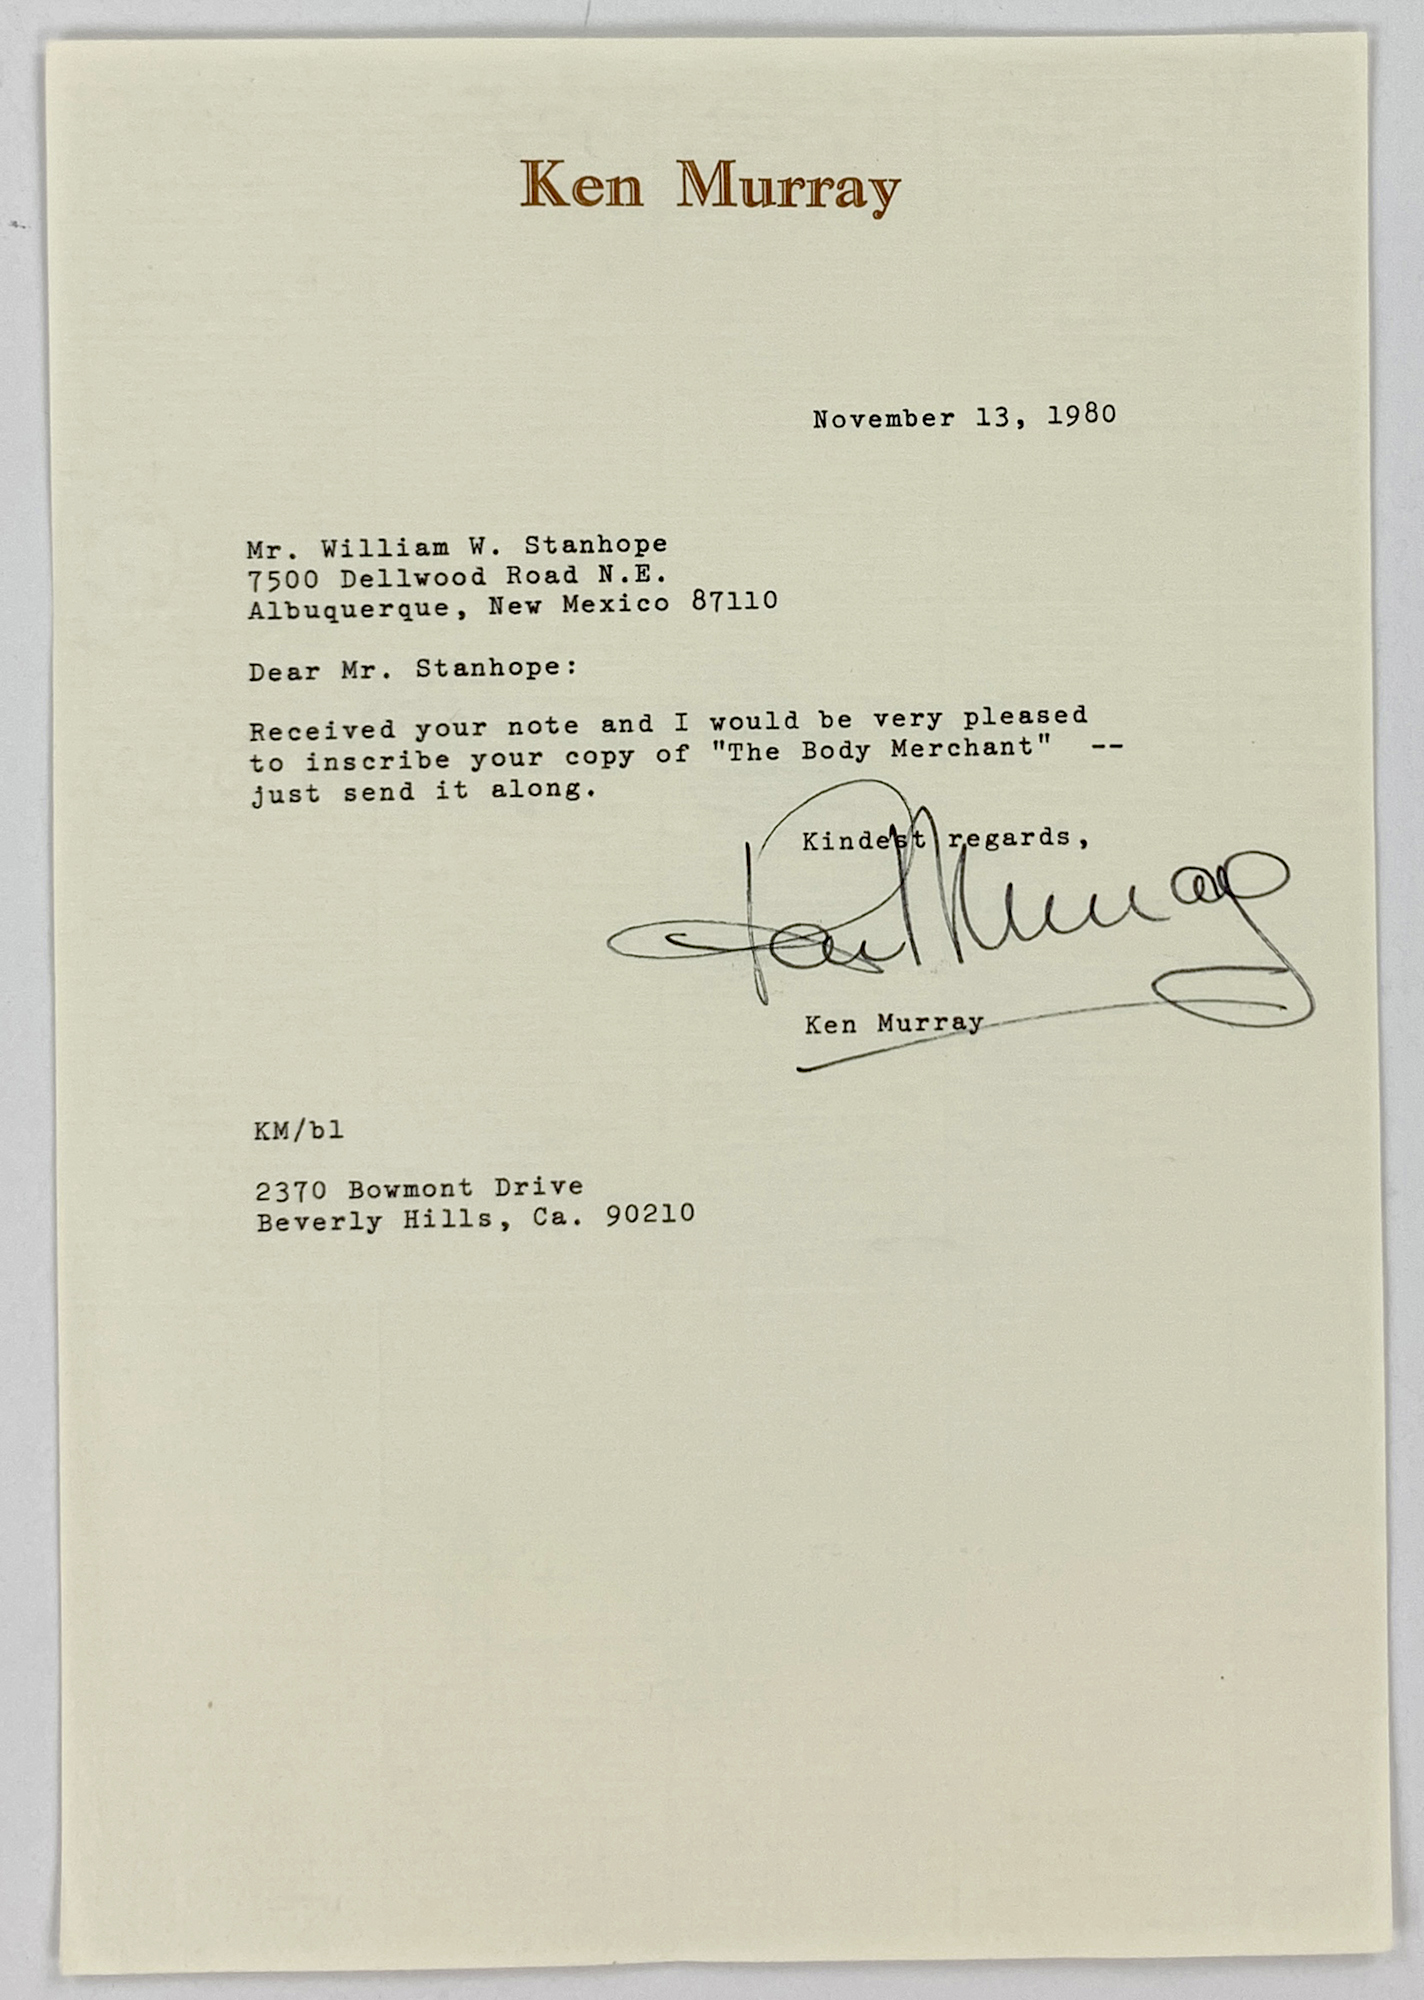 Ken Murray
November 13, 1980
Mr. William W. Stanhope
7500 Dellwood Road N.E.
Albuquerque, New Mexico 87110
Dear Mr. Stanhope:
Received your note and I would be very pleased
to inscribe your copy of "The Body Merchant" --
just send it along.
Kindest regards,
Ken Murray
Ken Murray
KM/bl
2370 Bowmont Drive
Beverly Hills, Ca. 90210